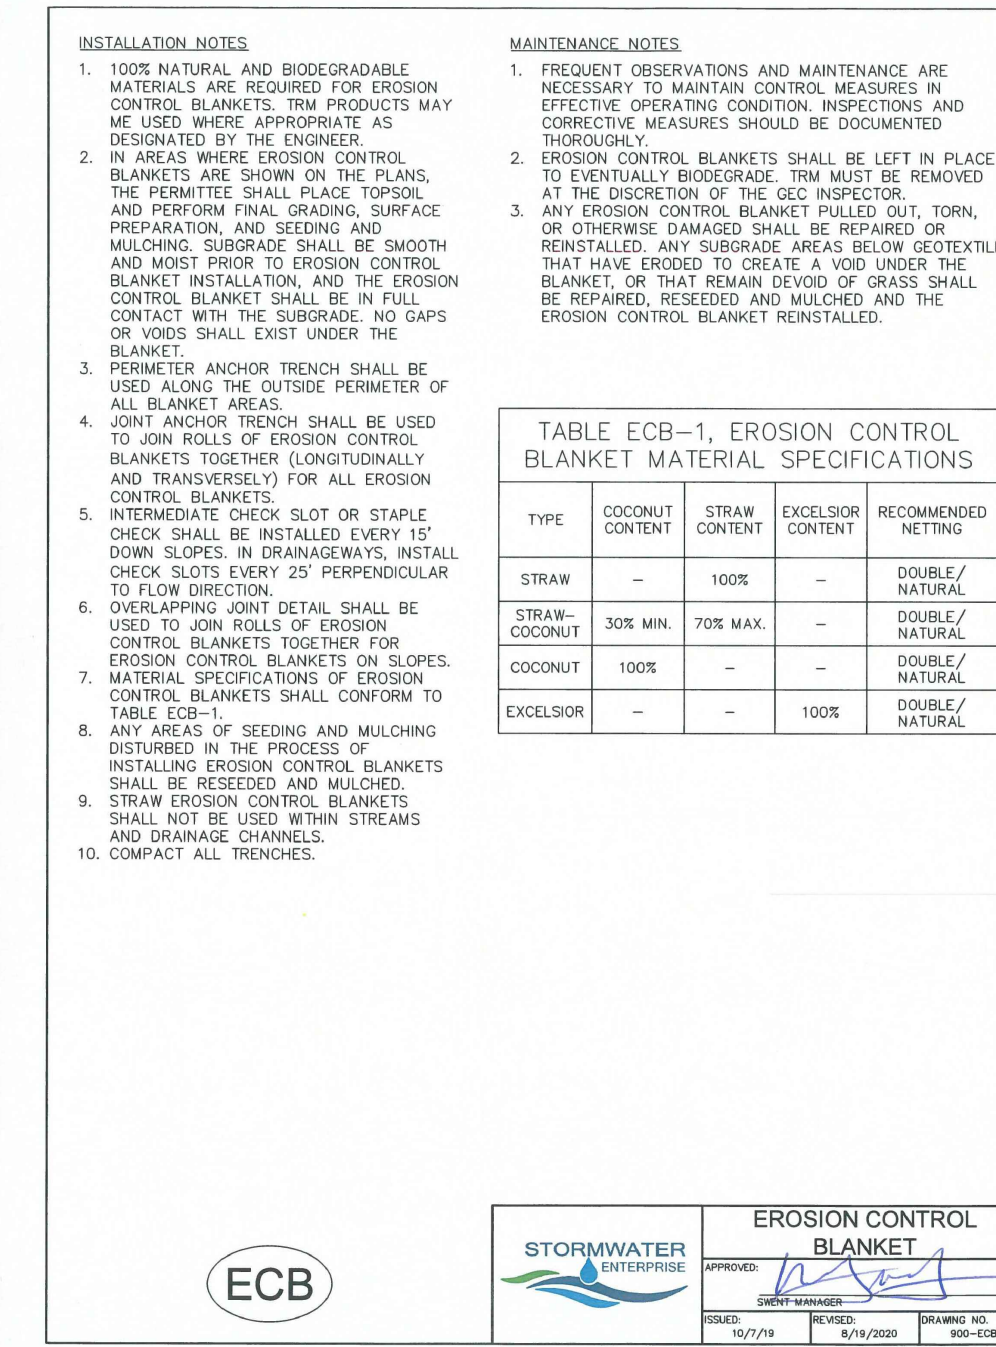 INSTALLATION NOTES
1. 100% NATURAL AND BIODEGRADABLE
MATERIALS ARE REQUIRED FOR EROSION
CONTROL BLANKETS. TRM PRODUCTS MAY
ME USED WHERE APPROPRIATE AS
DESIGNATED BY THE ENGINEER.
2. IN AREAS WHERE EROSION CONTROL
BLANKETS ARE SHOWN ON THE PLANS,
THE PERMITTEE SHALL PLACE TOPSOIL
AND PERFORM FINAL GRADING, SURFACE
PREPARATION, AND SEEDING AND
MULCHING. SUBGRADE SHALL BE SMOOTH
AND MOIST PRIOR TO EROSION CONTROL
BLANKET INSTALLATION, AND THE EROSION
CONTROL BLANKET SHALL BE IN FULL
CONTACT WITH THE SUBGRADE. NO GAPS
OR VOIDS SHALL EXIST UNDER THE
BLANKET.
3. PERIMETER ANCHOR TRENCH SHALL BE
USED ALONG THE OUTSIDE PERIMETER OF
ALL BLANKET AREAS.
4. JOINT ANCHOR TRENCH SHALL BE USED
TO JOIN ROLLS OF EROSION CONTROL
BLANKETS TOGETHER (LONGITUDINALLY
AND TRANSVERSELY) FOR ALL EROSION
CONTROL BLANKETS.
5. INTERMEDIATE CHECK SLOT OR STAPLE
CHECK SHALL BE INSTALLED EVERY 15'
DOWN SLOPES. IN DRAINAGEWAYS, INSTALL
CHECK SLOTS EVERY 25' PERPENDICULAR
TO FLOW DIRECTION.
6. OVERLAPPING JOINT DETAIL SHALL BE
USED TO JOIN ROLLS OF EROSION
CONTROL BLANKETS TOGETHER FOR
EROSION CONTROL BLANKETS ON SLOPES.
7. MATERIAL SPECIFICATIONS OF EROSION
CONTROL BLANKETS SHALL CONFORM TO
TABLE ECB-1.
8. ANY AREAS OF SEEDING AND MULCHING
DISTURBED IN THE PROCESS OF
INSTALLING EROSION CONTROL BLANKETS
SHALL BE RESEEDED AND MULCHED.
9. STRAW EROSION CONTROL BLANKETS
SHALL NOT BE USED WITHIN STREAMS
AND DRAINAGE CHANNELS.
10. COMPACT ALL TRENCHES.
MAINTENANCE NOTES
1. FREQUENT OBSERVATIONS AND MAINTENANCE ARE
NECESSARY TO MAINTAIN CONTROL MEASURES IN
EFFECTIVE OPERATING CONDITION. INSPECTIONS AND
CORRECTIVE MEASURES SHOULD BE DOCUMENTED
THOROUGHLY.
2. EROSION CONTROL BLANKETS SHALL BE LEFT IN PLACE
TO EVENTUALLY BIODEGRADE. TRM MUST BE REMOVED
AT THE DISCRETION OF THE GEC INSPECTOR.
3. ANY EROSION CONTROL BLANKET PULLED OUT, TORN,
OR OTHERWISE DAMAGED SHALL BE REPAIRED OR
REINSTALLED. ANY SUBGRADE AREAS BELOW GEOTEXTIL
THAT HAVE ERODED TO CREATE A VOID UNDER THE
BLANKET, OR THAT REMAIN DEVOID OF GRASS SHALL
BE REPAIRED, RESEEDED AND MULCHED AND THE
EROSION CONTROL BLANKET REINSTALLED.
TABLE ECB-1, EROSION CONTROL
BLANKET MATERIAL SPECIFICATIONS
TYPE COCONUT CONTENT STRAW CONTENT EXCELSIOR CONTENT RECOMMENDED NETTING
STRAW - 100% - DOUBLE/ NATURAL
STRAW-COCONUT 30% MIN. 70% MAX. - DOUBLE/ NATURAL
COCONUT 100% - - DOUBLE/ NATURAL
EXCELSIOR - - 100% DOUBLE/ NATURAL
ECB
STORMWATER
ENTERPRISE
EROSION CONTROL
BLANKET
APPROVED:
SWENT MANAGER
ISSUED: 10/7/19
REVISED: 8/19/2020
DRAWING NO. 900-ECB